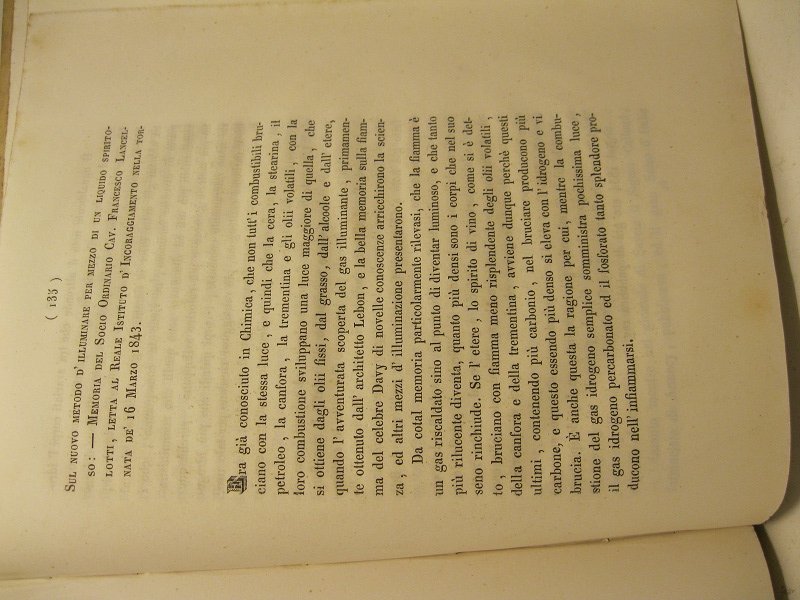 ( 135 )
SUL NUOVO METODO D' ILLUMINARE PER MEZZO DI UN LIQUIDO SPIRITO-
SO: — MEMORIA DEL SOCIO ORDINARIO CAV. FRANCESCO LANCEL-
LOTTI, LETTA AL REALE ISTITUTO D' INCORAGGIAMENTO NELLA TOR-
NATA DE' 16 MARZO 1843.
Era già conosciuto in Chimica, che non tutt'i combustibili bru-
ciano con la stessa luce, e quindi che la cera, la stearina, il
petroleo, la canfora, la trementina e gli olii volatili, con la
loro combustione sviluppano una luce maggiore di quella, che
si ottiene dagli olii fissi, dal grasso, dall' alcoole e dall' etere,
quando l' avventurata scoperta del gas illuminante, primamen-
te ottenuto dall' architetto Lebon, e la bella memoria sulla fiam-
ma del celebre Davy di novelle conoscenze arricchirono la scien-
za, ed altri mezzi d' illuminazione presentarono.
Da cotal memoria particolarmente rilevasi, che la fiamma è
un gas riscaldato sino al punto di diventar luminoso, e che tanto
più rilucente diventa, quanto più densi sono i corpi che nel suo
seno rinchiude. Se l' etere, lo spirito di vino, come si è det-
to, bruciano con fiamma meno risplendente degli olii volatili,
della canfora e della trementina, avviene dunque perchè questi
ultimi, contenendo più carbonio, nel bruciare producono più
carbone, e questo essendo più denso si eleva con l' idrogeno e vi
brucia. È anche questa la ragione per cui, mentre la combu-
stione del gas idrogeno semplice somministra pochissima luce,
il gas idrogeno percarbonato ed il fosforato tanto splendore pro-
ducono nell' infiammarsi.